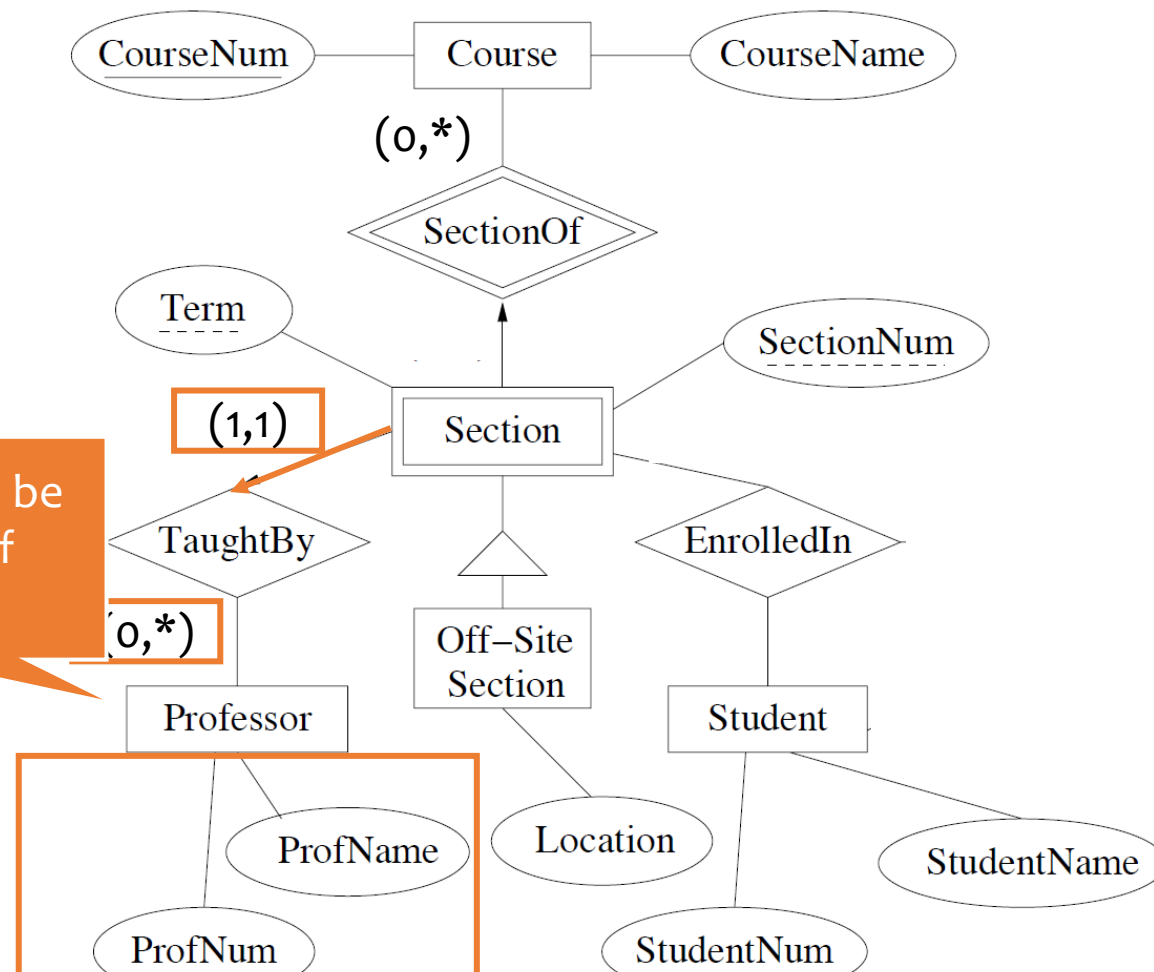 CourseNum
Course
CourseName
(0,*)
SectionOf
Term
SectionNum
(1,1)
Section
be
f
TaughtBy
EnrolledIn
(0,*)
Off–Site
Section
Professor
Student
ProfName
Location
StudentName
ProfNum
StudentNum